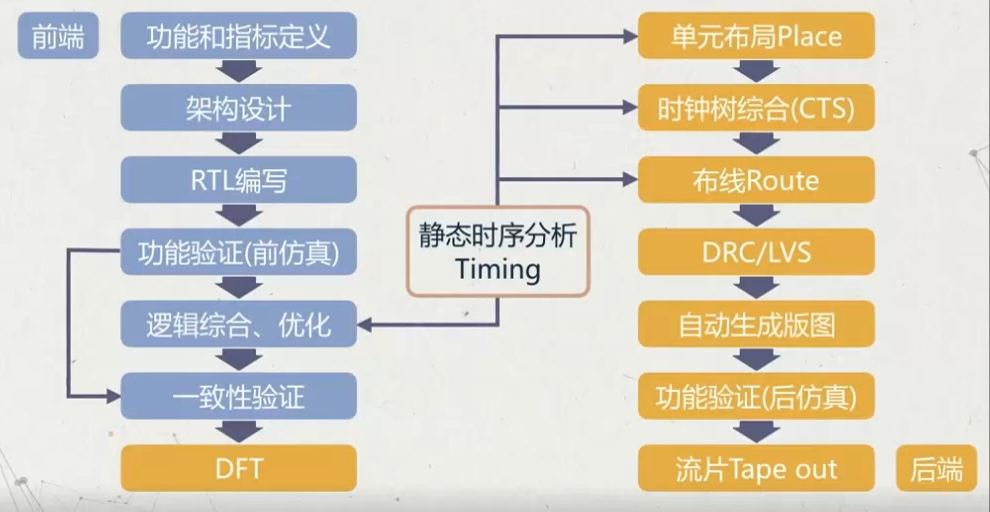 前端
功能和指标定义
架构设计
RTL编写
功能验证(前仿真)
逻辑综合、优化
一致性验证
DFT
静态时序分析
Timing
单元布局Place
时钟树综合(CTS)
布线Route
DRC/LVS
自动生成版图
功能验证(后仿真)
流片Tape out
后端